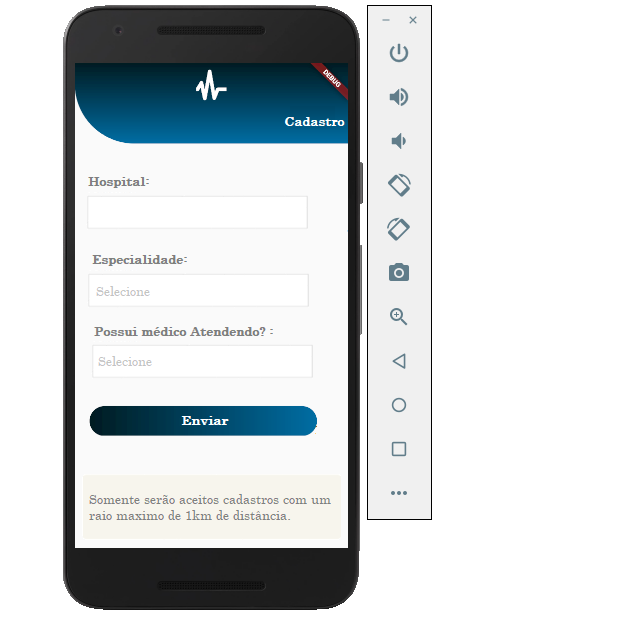 DEBUG
Cadastro
Hospital:
Especialidade:
Selecione
Possui médico Atendendo? :
Selecione
Enviar
Somente serão aceitos cadastros com um
raio maximo de 1km de distância.